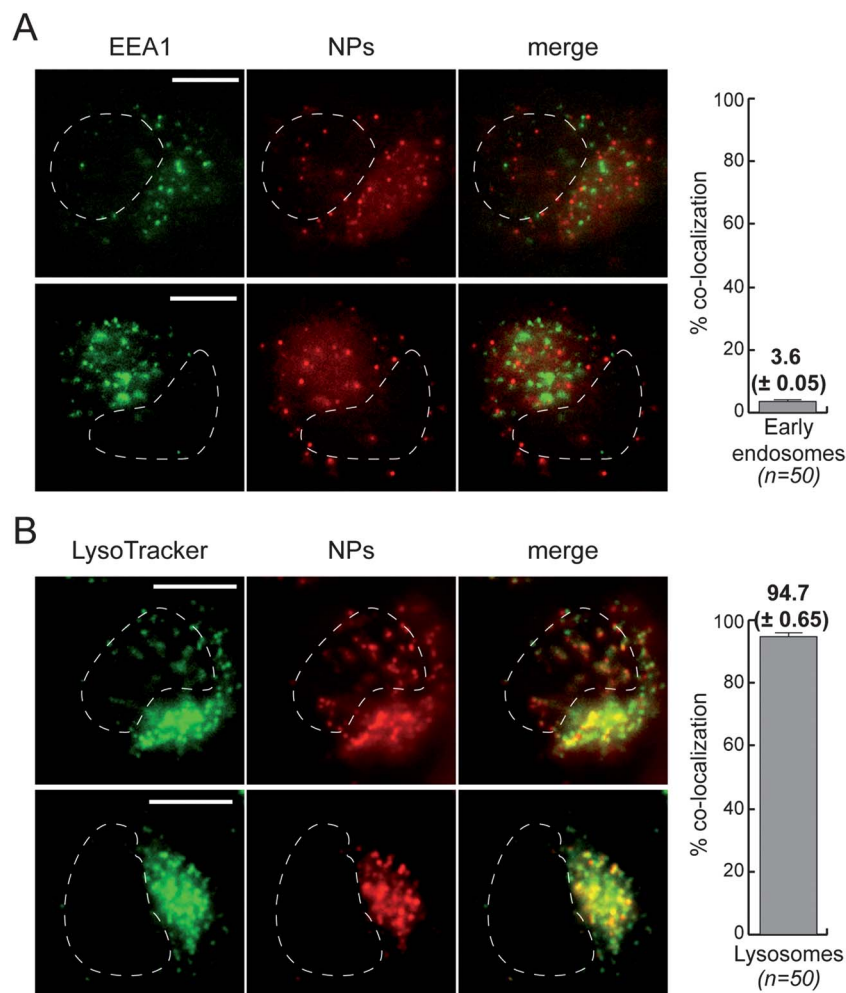 A
EEA1 NPs merge
% co-localization
100
80
60
40
20
0
3.6
(± 0.05)
Early
endosomes
(n=50)
B
LysoTracker NPs merge
% co-localization
100
80
60
40
20
0
94.7
(± 0.65)
Lysosomes
(n=50)